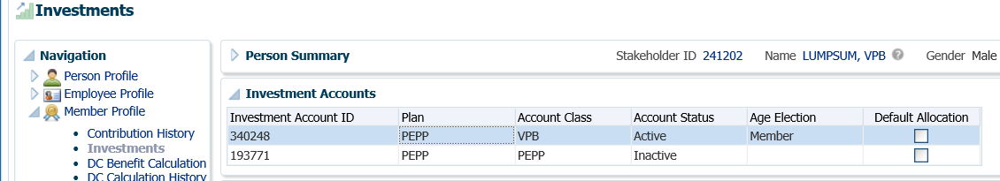 Investments
Navigation
Person Profile
Employee Profile
Member Profile
Contribution History
Investments
DC Benefit Calculation
DC Calculation History
Person Summary Stakeholder ID 241202 Name LUMPSUM, VPB Gender Male
Investment Accounts
Investment Account ID Plan Account Class Account Status Age Election Default Allocation
340248 PEPP VPB Active Member
193771 PEPP PEPP Inactive